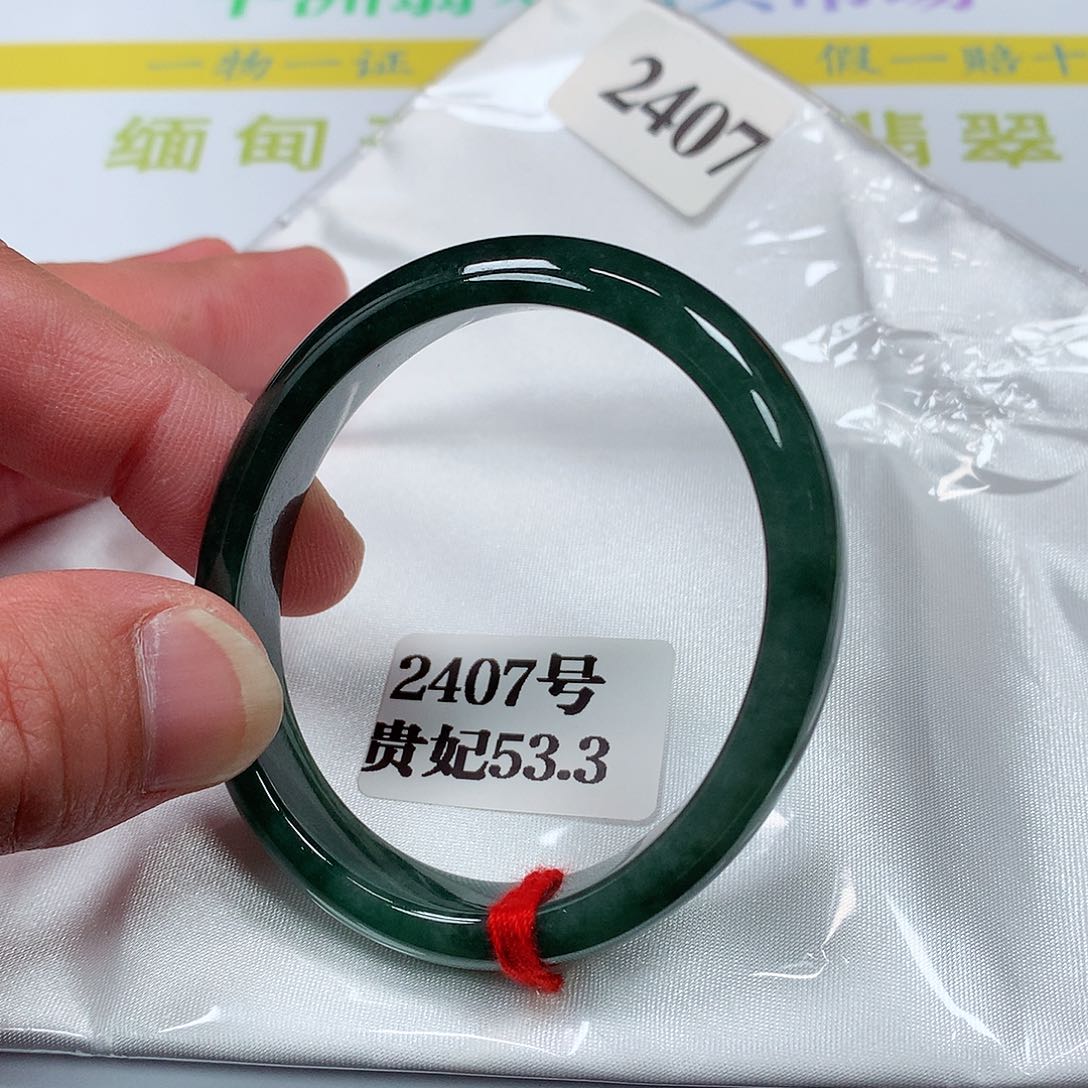 一物一证
假一赔十
缅甸
翡翠
2407
2407号
贵妃53.3